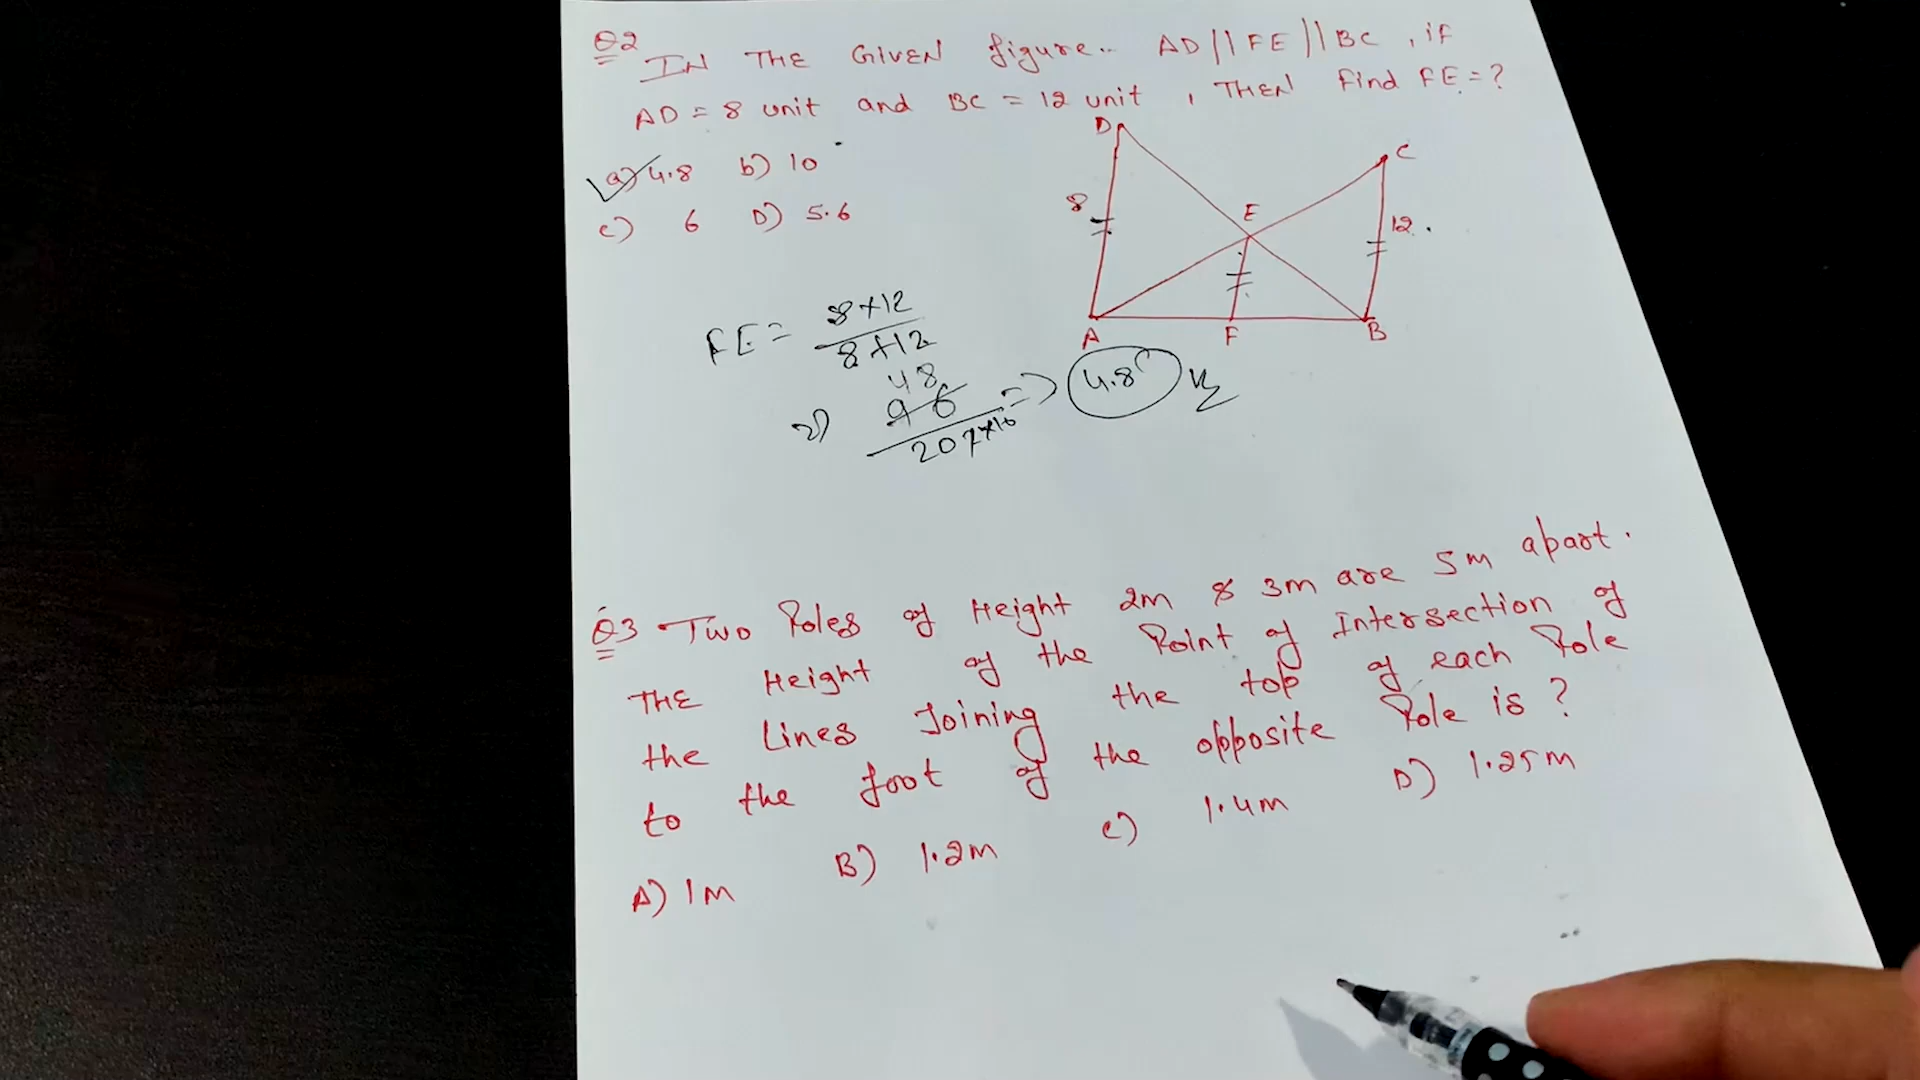 Q2
IN THE GIVEN figure.. AD||FE||BC, if
AD = 8 unit and BC = 12 unit, THEN Find FE = ?
a) 4.8 b) 10
c) 6 D) 5.6
D
C
8
E
12.
A
F
B
FE = 8×12
8+12
48
96
20 ×10
=> 4.8
Q3 Two Poles of Height 2m & 3m are 5m apart.
THE Height of the Point of Intersection of
the Lines Joining the top of each Pole
to the foot of the opposite Pole is ?
A) 1m B) 1.2m c) 1.4m D) 1.25m